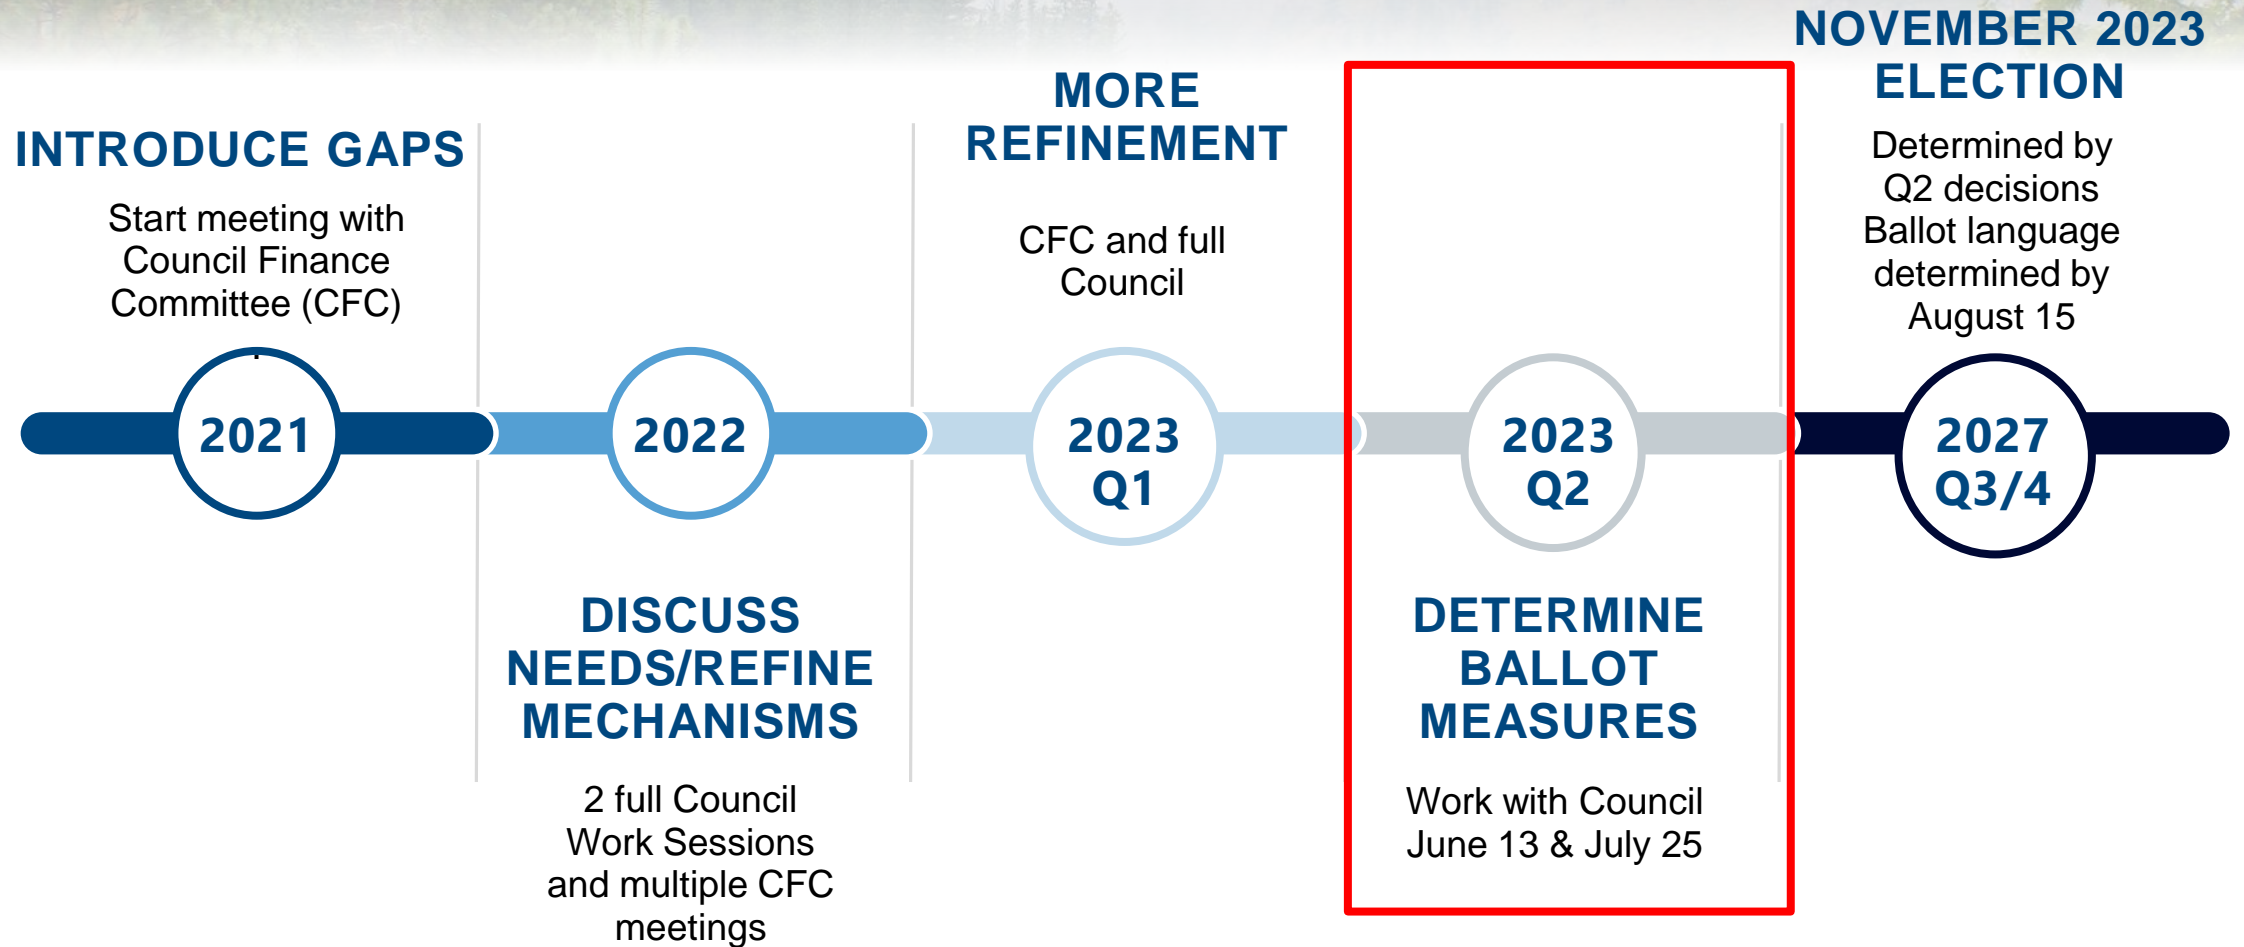 INTRODUCE GAPS
Start meeting with
Council Finance
Committee (CFC)
2021
2022
DISCUSS
NEEDS/REFINE
MECHANISMS
2 full Council
Work Sessions
and multiple CFC
meetings
MORE
REFINEMENT
CFC and full
Council
2023
Q1
2023
Q2
DETERMINE
BALLOT
MEASURES
Work with Council
June 13 & July 25
NOVEMBER 2023
ELECTION
Determined by
Q2 decisions
Ballot language
determined by
August 15
2027
Q3/4